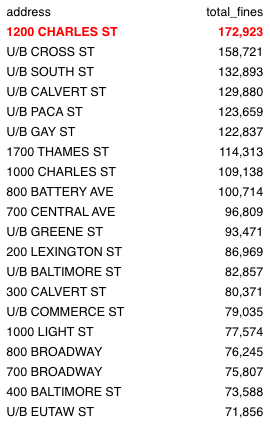 address total_fines
1200 CHARLES ST 172,923
U/B CROSS ST 158,721
U/B SOUTH ST 132,893
U/B CALVERT ST 129,880
U/B PACA ST 123,659
U/B GAY ST 122,837
1700 THAMES ST 114,313
1000 CHARLES ST 109,138
800 BATTERY AVE 100,714
700 CENTRAL AVE 96,809
U/B GREENE ST 93,471
200 LEXINGTON ST 86,969
U/B BALTIMORE ST 82,857
300 CALVERT ST 80,371
U/B COMMERCE ST 79,035
1000 LIGHT ST 77,574
800 BROADWAY 76,245
700 BROADWAY 75,807
400 BALTIMORE ST 73,588
U/B EUTAW ST 71,856